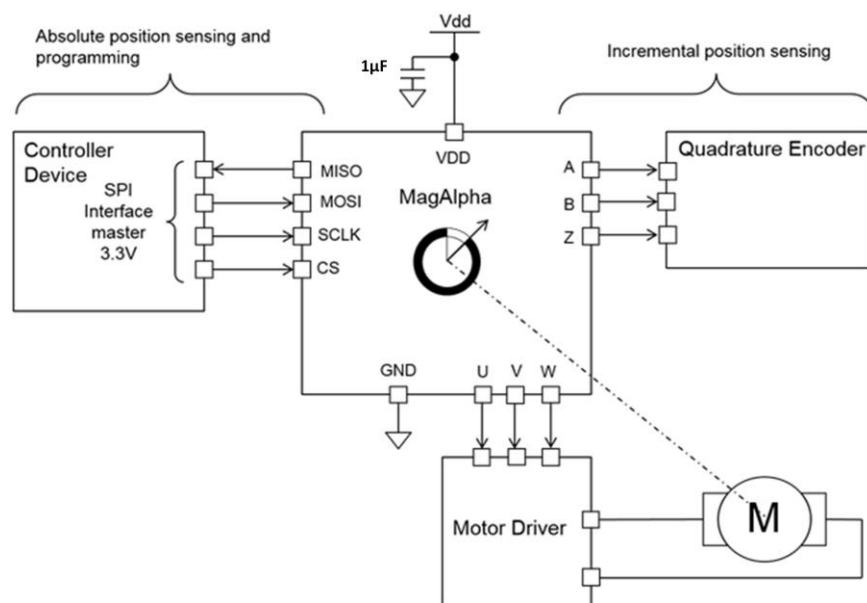 Absolute position sensing and
programming
Vdd
1µF
Incremental position sensing
Controller
Device
SPI
Interface
master
3.3V
MISO
MOSI
SCLK
CS
VDD
MagAlpha
A
B
Z
Quadrature Encoder
GND
U
V
W
Motor Driver
M